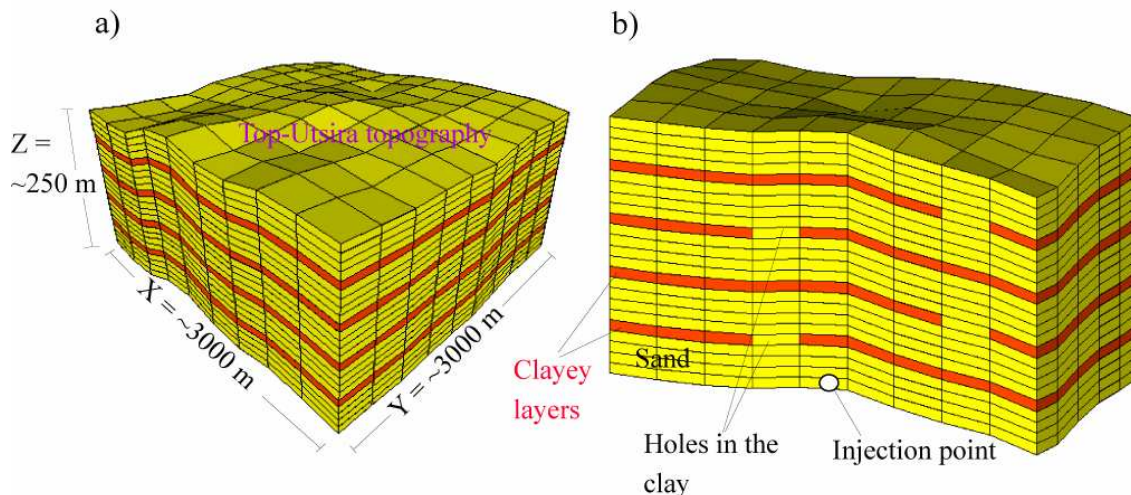 a)
b)
Top-Utsira topography
Z =
~250 m
X = ~3000 m
Y = ~3000 m
Clayey
layers
Sand
Holes in the
clay
Injection point